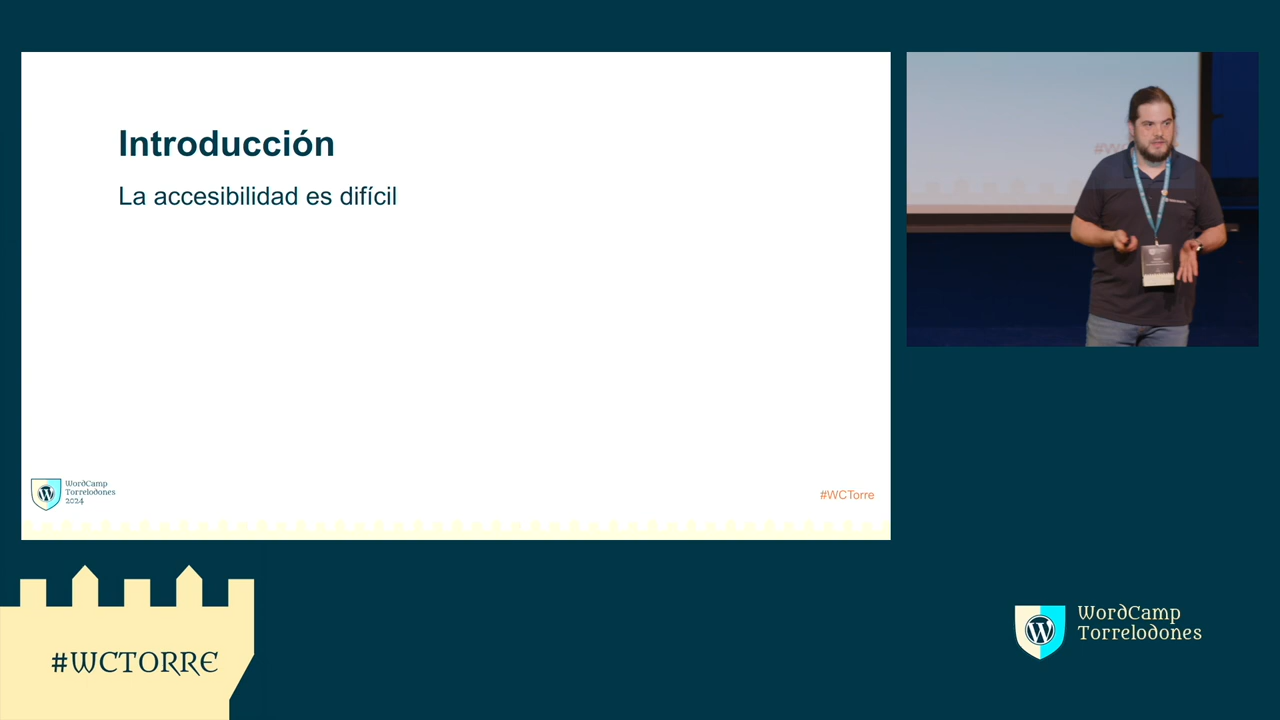 Introducción
La accesibilidad es difícil
WordCamp
Torrelodones
2024
#WCTorre
#WCTORRE
WordCamp
Torrelodones